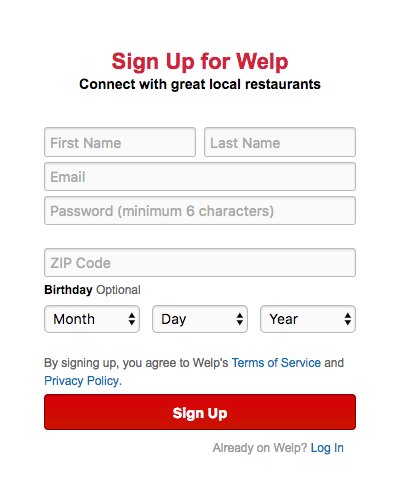 Sign Up for Welp
Connect with great local restaurants
First Name Last Name
Email
Password (minimum 6 characters)
ZIP Code
Birthday Optional
Month Day Year
By signing up, you agree to Welp's Terms of Service and
Privacy Policy.
Sign Up
Already on Welp? Log In